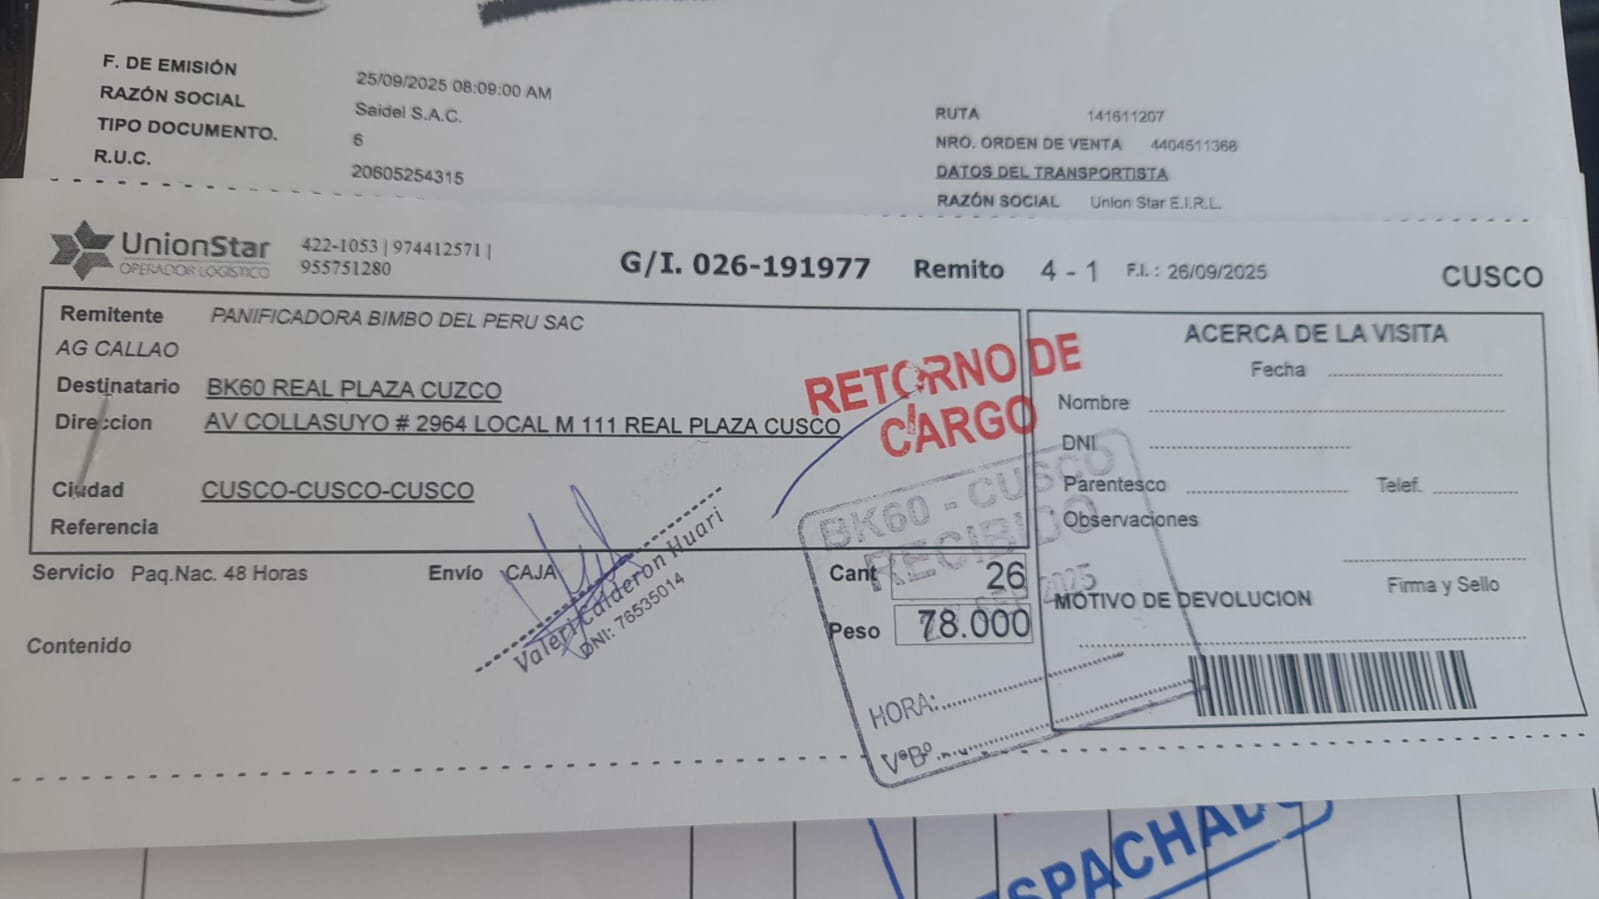 F. DE EMISIÓN 25/09/2025 08:09:00 AM
RAZÓN SOCIAL Saidel S.A.C.
TIPO DOCUMENTO. 6
R.U.C. 20605254315
RUTA 141611207
NRO. ORDEN DE VENTA 4404511368
DATOS DEL TRANSPORTISTA
RAZÓN SOCIAL Union Star E.I.R.L.
UnionStar
OPERADOR LOGÍSTICO
422-1053 | 974412571 |
955751280
G/I. 026-191977 Remito 4 - 1 F.I. : 26/09/2025 CUSCO
Remitente PANIFICADORA BIMBO DEL PERU SAC
AG CALLAO
Destinatario BK60 REAL PLAZA CUZCO
Direccion AV COLLASUYO # 2964 LOCAL M 111 REAL PLAZA CUSCO
Ciudad CUSCO-CUSCO-CUSCO
Referencia
RETORNO DE
CARGO
ACERCA DE LA VISITA
Fecha
Nombre
DNI
Parentesco Telef.
Observaciones
Firma y Sello
MOTIVO DE DEVOLUCION
Servicio Paq.Nac. 48 Horas Envío CAJA
Cant 26
Peso 78.000
Contenido
Valeri Calderon Huari
DNI: 76535014
BK60 - CUSCO
RECIBIDO
2025
HORA:
V°B°